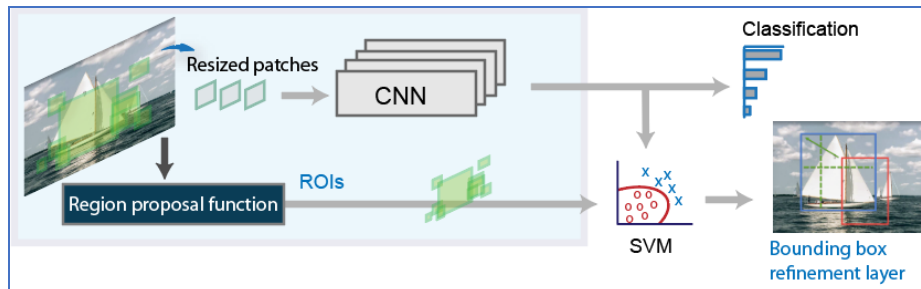 Classification
Resized patches
CNN
ROIs
Region proposal function
SVM
Bounding box
refinement layer